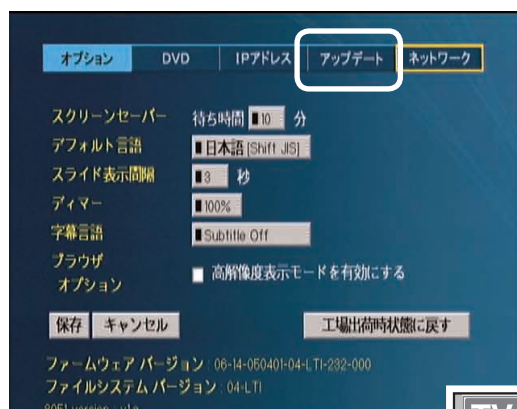 オプション DVD IPアドレス アップデート ネットワーク
スクリーンセーバー 待ち時間 10 分
デフォルト言語 日本語 [Shift JIS]
スライド表示間隔 3 秒
ディマー 100%
字幕言語 Subtitle Off
ブラウザ
オプション 高解像度表示モードを有効にする
保存 キャンセル 工場出荷時状態に戻す
ファームウェア バージョン : 06-14-050401-04-LTI-232-000
ファイルシステム バージョン : 04-LTI
8051 version :
TV